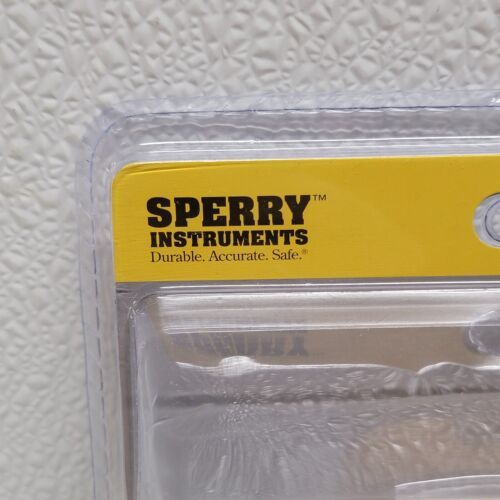 SPERRY™
INSTRUMENTS
Durable. Accurate. Safe.®